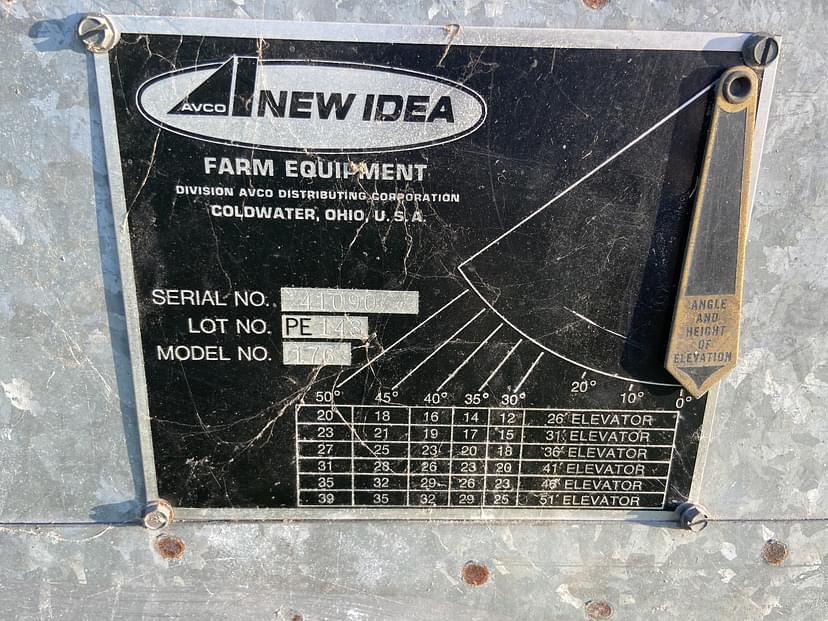 AVCO NEW IDEA
FARM EQUIPMENT
DIVISION AVCO DISTRIBUTING CORPORATION
COLDWATER, OHIO, U.S.A.
SERIAL NO. 41090
LOT NO. PE 143
MODEL NO. 176
ANGLE
AND
HEIGHT
OF
ELEVATION
50° 45° 40° 35° 30° 20° 10° 0°
20 18 16 14 12 26' ELEVATOR
23 21 19 17 15 31' ELEVATOR
27 25 23 20 18 36' ELEVATOR
31 28 26 23 20 41' ELEVATOR
35 32 29 26 23 46' ELEVATOR
39 35 32 29 25 51' ELEVATOR